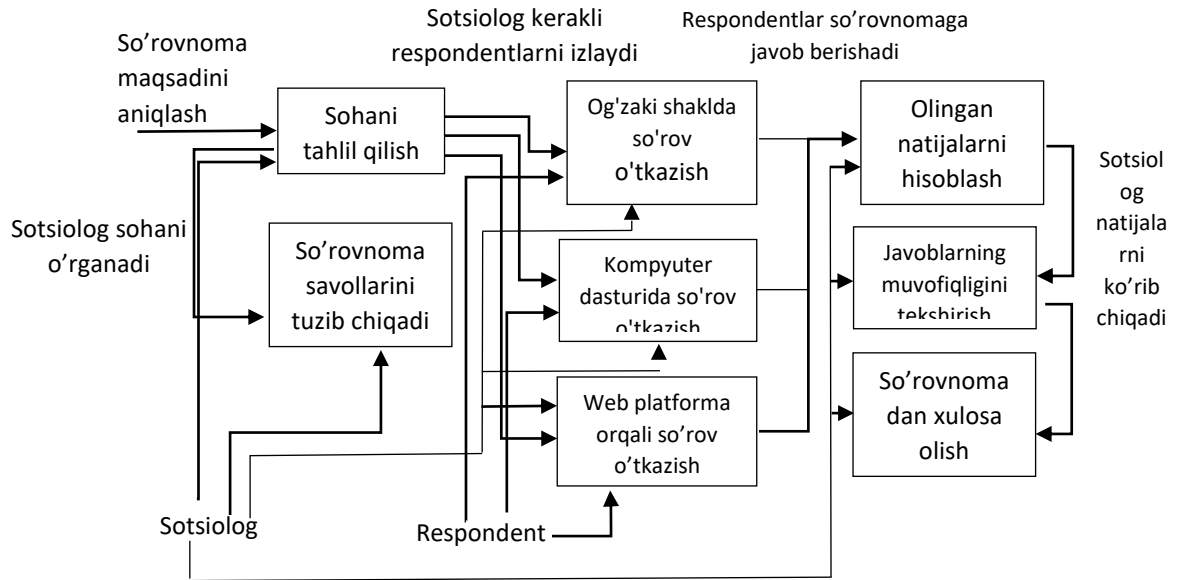 So’rovnoma
maqsadini
aniqlash
Sotsiolog kerakli
respondentlarni izlaydi
Respondentlar so’rovnomaga
javob berishadi
Sohani
tahlil qilish
Og'zaki shaklda
so'rov
o'tkazish
Olingan
natijalarni
hisoblash
Sotsiol
og
natijala
rni
ko’rib
chiqadi
Sotsiolog sohani
o’rganadi
So’rovnoma
savollarini
tuzib chiqadi
Kompyuter
dasturida so'rov
o'tkazish
Javoblarning
muvofiqligini
tekshirish
Web platforma
orqali so’rov
o’tkazish
So’rovnoma
dan xulosa
olish
Sotsiolog
Respondent